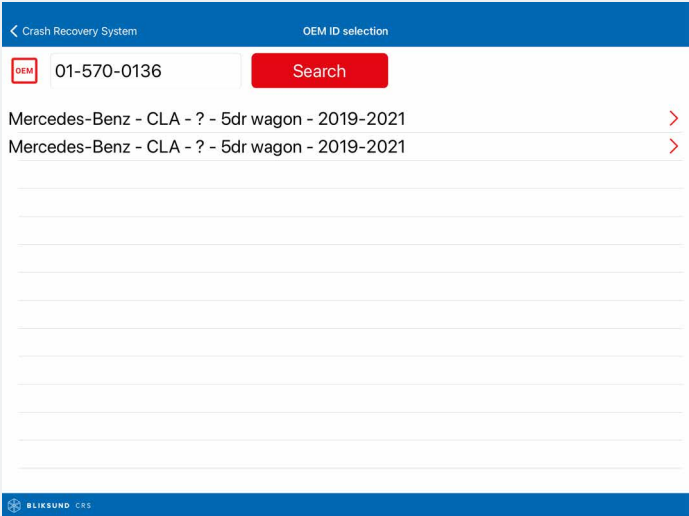 Crash Recovery System
OEM ID selection
OEM
01-570-0136
Search
Mercedes-Benz - CLA - ? - 5dr wagon - 2019-2021
Mercedes-Benz - CLA - ? - 5dr wagon - 2019-2021
BLIKSUND CRS